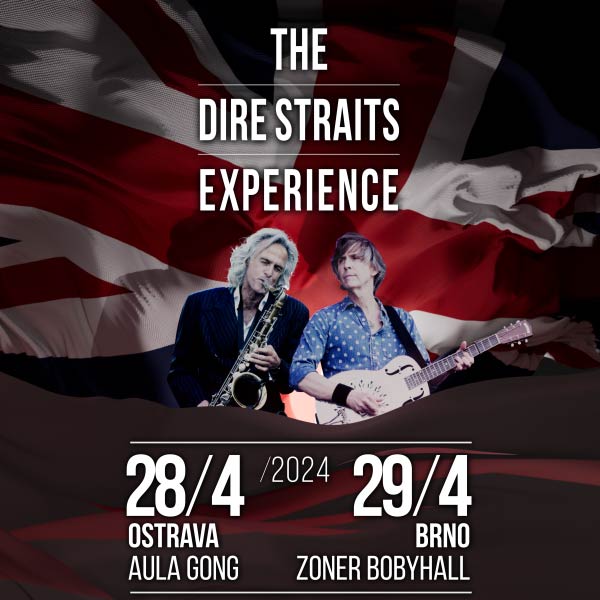 THE
DIRE STRAITS
EXPERIENCE
28/4 /2024 29/4
OSTRAVA BRNO
AULA GONG ZONER BOBYHALL